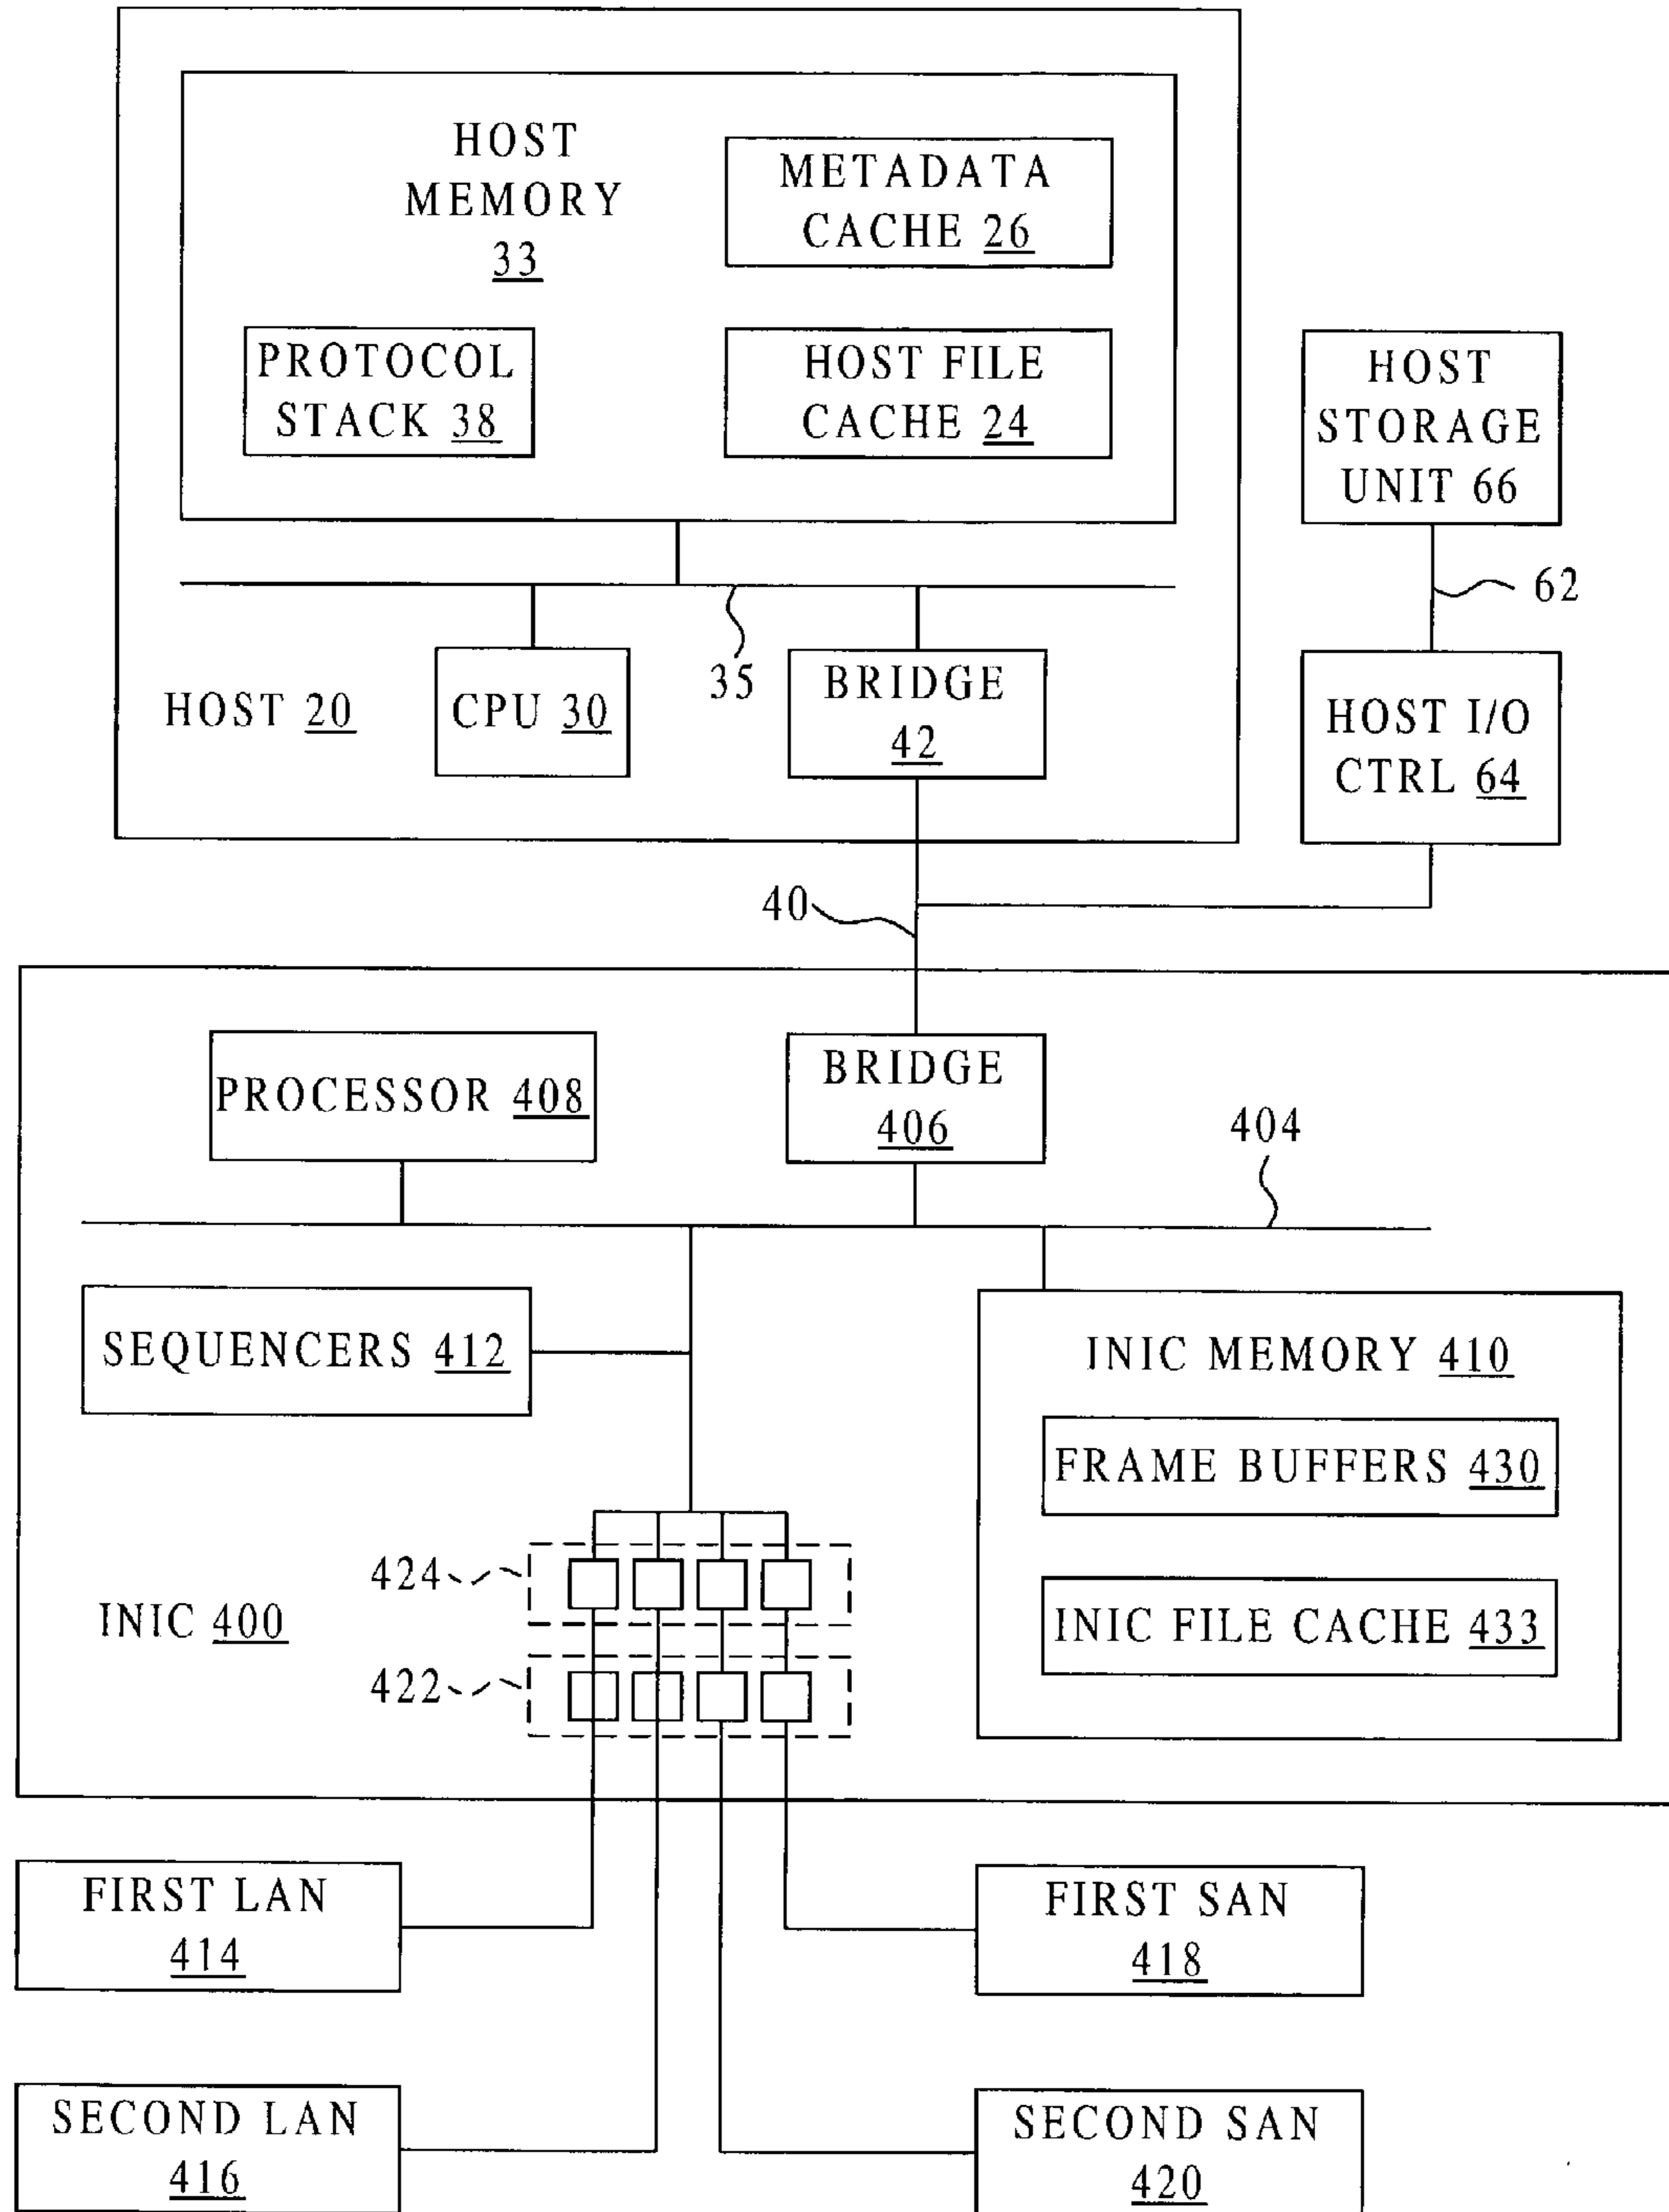 HOST
MEMORY
33
METADATA
CACHE 26
PROTOCOL
STACK 38
HOST FILE
CACHE 24
HOST
STORAGE
UNIT 66
62
35
HOST 20
CPU 30
BRIDGE
42
HOST I/O
CTRL 64
40
PROCESSOR 408
BRIDGE
406
404
SEQUENCERS 412
INIC MEMORY 410
FRAME BUFFERS 430
INIC FILE CACHE 433
424
INIC 400
422
FIRST LAN
414
FIRST SAN
418
SECOND LAN
416
SECOND SAN
420